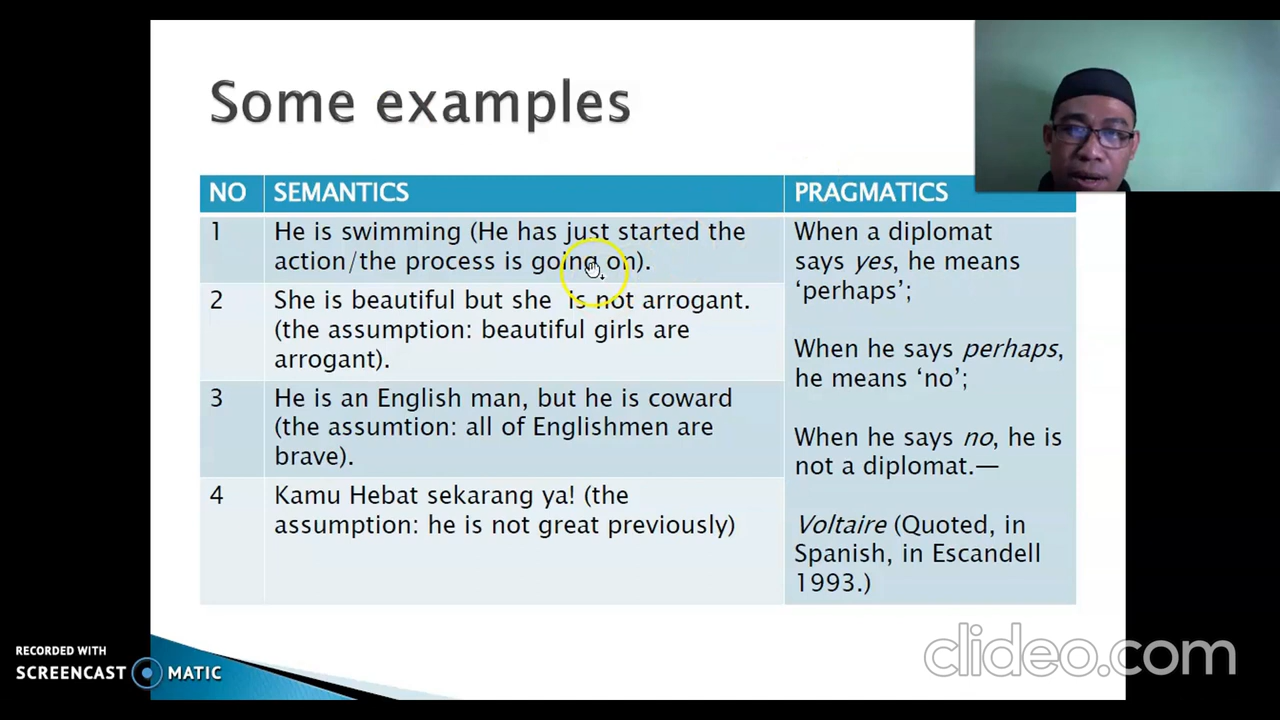 Some examples
NO SEMANTICS PRAGMATICS
1 He is swimming (He has just started the
action/the process is going on).
2 She is beautiful but she is not arrogant.
(the assumption: beautiful girls are
arrogant).
3 He is an English man, but he is coward
(the assumtion: all of Englishmen are
brave).
4 Kamu Hebat sekarang ya! (the
assumption: he is not great previously)
When a diplomat
says yes, he means
‘perhaps’;
When he says perhaps,
he means ‘no’;
When he says no, he is
not a diplomat.—
Voltaire (Quoted, in
Spanish, in Escandell
1993.)
RECORDED WITH
SCREENCAST MATIC
clideo.com